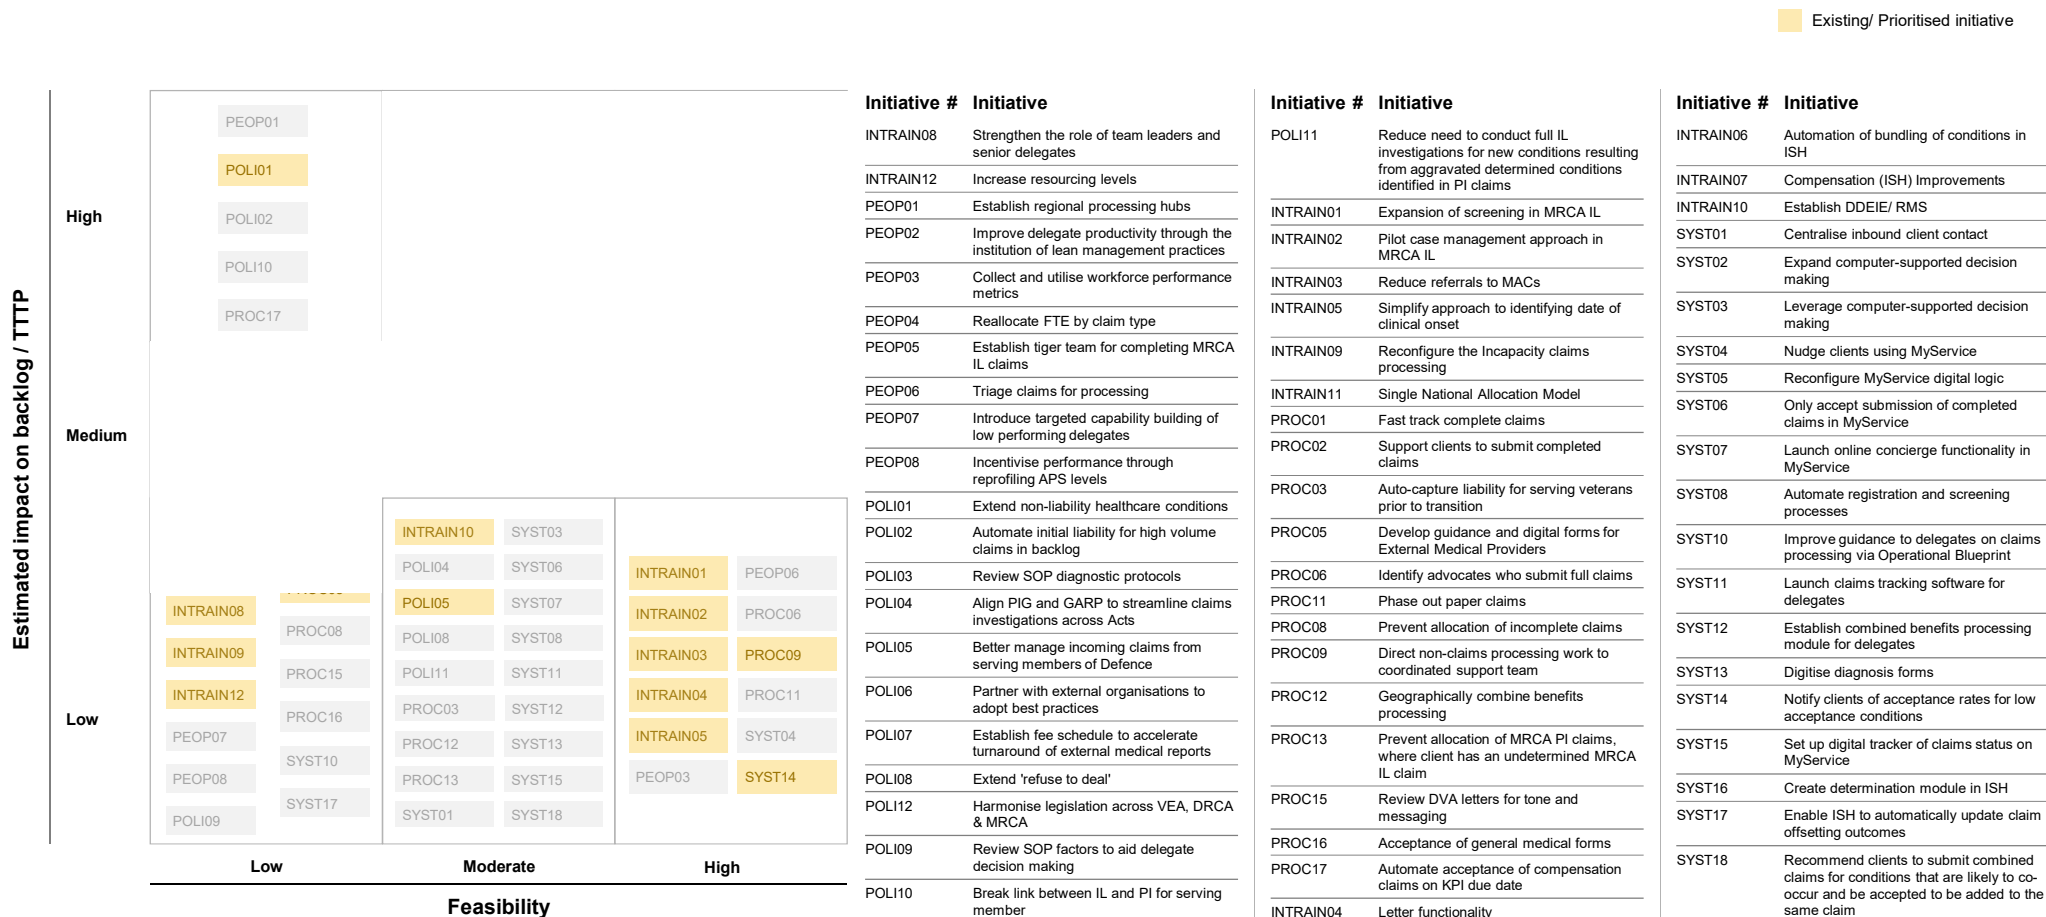 Existing/ Prioritised initiative
Estimated impact on backlog / TTTP
High
Medium
Low
PEOP01
POLI01
POLI02
POLI10
PROC17
INTRAIN08
INTRAIN09
INTRAIN12
PEOP07
PEOP08
POLI09
PROC08
PROC15
PROC16
SYST10
SYST17
INTRAIN10
POLI04
POLI05
POLI08
POLI11
PROC03
PROC12
PROC13
SYST01
SYST03
SYST06
SYST07
SYST08
SYST11
SYST12
SYST13
SYST15
SYST18
INTRAIN01
INTRAIN02
INTRAIN03
INTRAIN04
INTRAIN05
PEOP03
PEOP06
PROC06
PROC09
PROC11
SYST04
SYST14
Low
Moderate
High
Feasibility
Initiative # Initiative
INTRAIN08 Strengthen the role of team leaders and
senior delegates
INTRAIN12 Increase resourcing levels
PEOP01 Establish regional processing hubs
PEOP02 Improve delegate productivity through the
institution of lean management practices
PEOP03 Collect and utilise workforce performance
metrics
PEOP04 Reallocate FTE by claim type
PEOP05 Establish tiger team for completing MRCA
IL claims
PEOP06 Triage claims for processing
PEOP07 Introduce targeted capability building of
low performing delegates
PEOP08 Incentivise performance through
reprofiling APS levels
POLI01 Extend non-liability healthcare conditions
POLI02 Automate initial liability for high volume
claims in backlog
POLI03 Review SOP diagnostic protocols
POLI04 Align PIG and GARP to streamline claims
investigations across Acts
POLI05 Better manage incoming claims from
serving members of Defence
POLI06 Partner with external organisations to
adopt best practices
POLI07 Establish fee schedule to accelerate
turnaround of external medical reports
POLI08 Extend 'refuse to deal'
POLI12 Harmonise legislation across VEA, DRCA
& MRCA
POLI09 Review SOP factors to aid delegate
decision making
POLI10 Break link between IL and PI for serving
member
Initiative # Initiative
POLI11 Reduce need to conduct full IL
investigations for new conditions resulting
from aggravated determined conditions
identified in PI claims
INTRAIN01 Expansion of screening in MRCA IL
INTRAIN02 Pilot case management approach in
MRCA IL
INTRAIN03 Reduce referrals to MACs
INTRAIN05 Simplify approach to identifying date of
clinical onset
INTRAIN09 Reconfigure the Incapacity claims
processing
INTRAIN11 Single National Allocation Model
PROC01 Fast track complete claims
PROC02 Support clients to submit completed
claims
PROC03 Auto-capture liability for serving veterans
prior to transition
PROC05 Develop guidance and digital forms for
External Medical Providers
PROC06 Identify advocates who submit full claims
PROC11 Phase out paper claims
PROC08 Prevent allocation of incomplete claims
PROC09 Direct non-claims processing work to
coordinated support team
PROC12 Geographically combine benefits
processing
PROC13 Prevent allocation of MRCA PI claims,
where client has an undetermined MRCA
IL claim
PROC15 Review DVA letters for tone and
messaging
PROC16 Acceptance of general medical forms
PROC17 Automate acceptance of compensation
claims on KPI due date
INTRAIN04 Letter functionality
Initiative # Initiative
INTRAIN06 Automation of bundling of conditions in
ISH
INTRAIN07 Compensation (ISH) Improvements
INTRAIN10 Establish DDEIE/ RMS
SYST01 Centralise inbound client contact
SYST02 Expand computer-supported decision
making
SYST03 Leverage computer-supported decision
making
SYST04 Nudge clients using MyService
SYST05 Reconfigure MyService digital logic
SYST06 Only accept submission of completed
claims in MyService
SYST07 Launch online concierge functionality in
MyService
SYST08 Automate registration and screening
processes
SYST10 Improve guidance to delegates on claims
processing via Operational Blueprint
SYST11 Launch claims tracking software for
delegates
SYST12 Establish combined benefits processing
module for delegates
SYST13 Digitise diagnosis forms
SYST14 Notify clients of acceptance rates for low
acceptance conditions
SYST15 Set up digital tracker of claims status on
MyService
SYST16 Create determination module in ISH
SYST17 Enable ISH to automatically update claim
offsetting outcomes
SYST18 Recommend clients to submit combined
claims for conditions that are likely to co-
occur and be accepted to be added to the
same claim